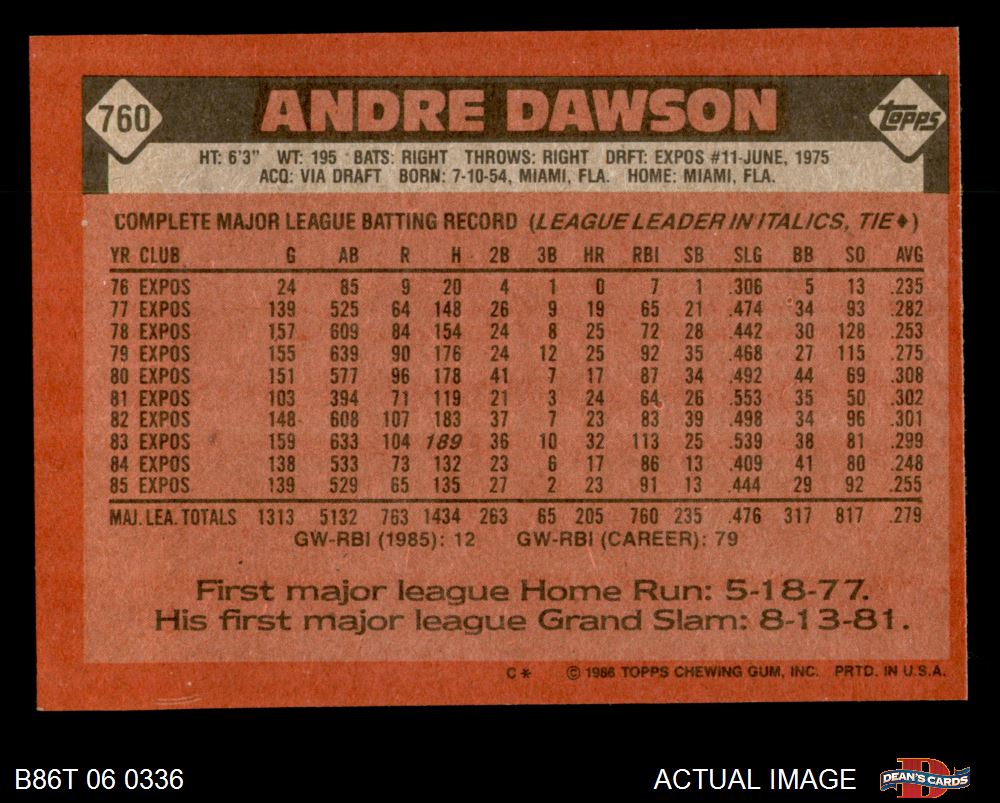 760 ANDRE DAWSON topps
HT: 6'3" WT: 195 BATS: RIGHT THROWS: RIGHT DRFT: EXPOS #11-JUNE, 1975
ACQ: VIA DRAFT BORN: 7-10-54, MIAMI, FLA. HOME: MIAMI, FLA.
COMPLETE MAJOR LEAGUE BATTING RECORD (LEAGUE LEADER IN ITALICS, TIE♦)
YR CLUB G AB R H 2B 3B HR RBI SB SLG BB SO AVG
76 EXPOS 24 85 9 20 4 1 0 7 1 .306 5 13 .235
77 EXPOS 139 525 64 148 26 9 19 65 21 .474 34 93 .282
78 EXPOS 157 609 84 154 24 8 25 72 28 .442 30 128 .253
79 EXPOS 155 639 90 176 24 12 25 92 35 .468 27 115 .275
80 EXPOS 151 577 96 178 41 7 17 87 34 .492 44 69 .308
81 EXPOS 103 394 71 119 21 3 24 64 26 .553 35 50 .302
82 EXPOS 148 608 107 183 37 7 23 83 39 .498 34 96 .301
83 EXPOS 159 633 104 189 36 10 32 113 25 .539 38 81 .299
84 EXPOS 138 533 73 132 23 6 17 86 13 .409 41 80 .248
85 EXPOS 139 529 65 135 27 2 23 91 13 .444 29 92 .255
MAJ. LEA. TOTALS 1313 5132 763 1434 263 65 205 760 235 .476 317 817 .279
GW-RBI (1985): 12 GW-RBI (CAREER): 79
First major league Home Run: 5-18-77.
His first major league Grand Slam: 8-13-81.
C* © 1986 TOPPS CHEWING GUM, INC. PRTD. IN U.S.A.
B86T 06 0336 ACTUAL IMAGE D DEAN'S CARDS